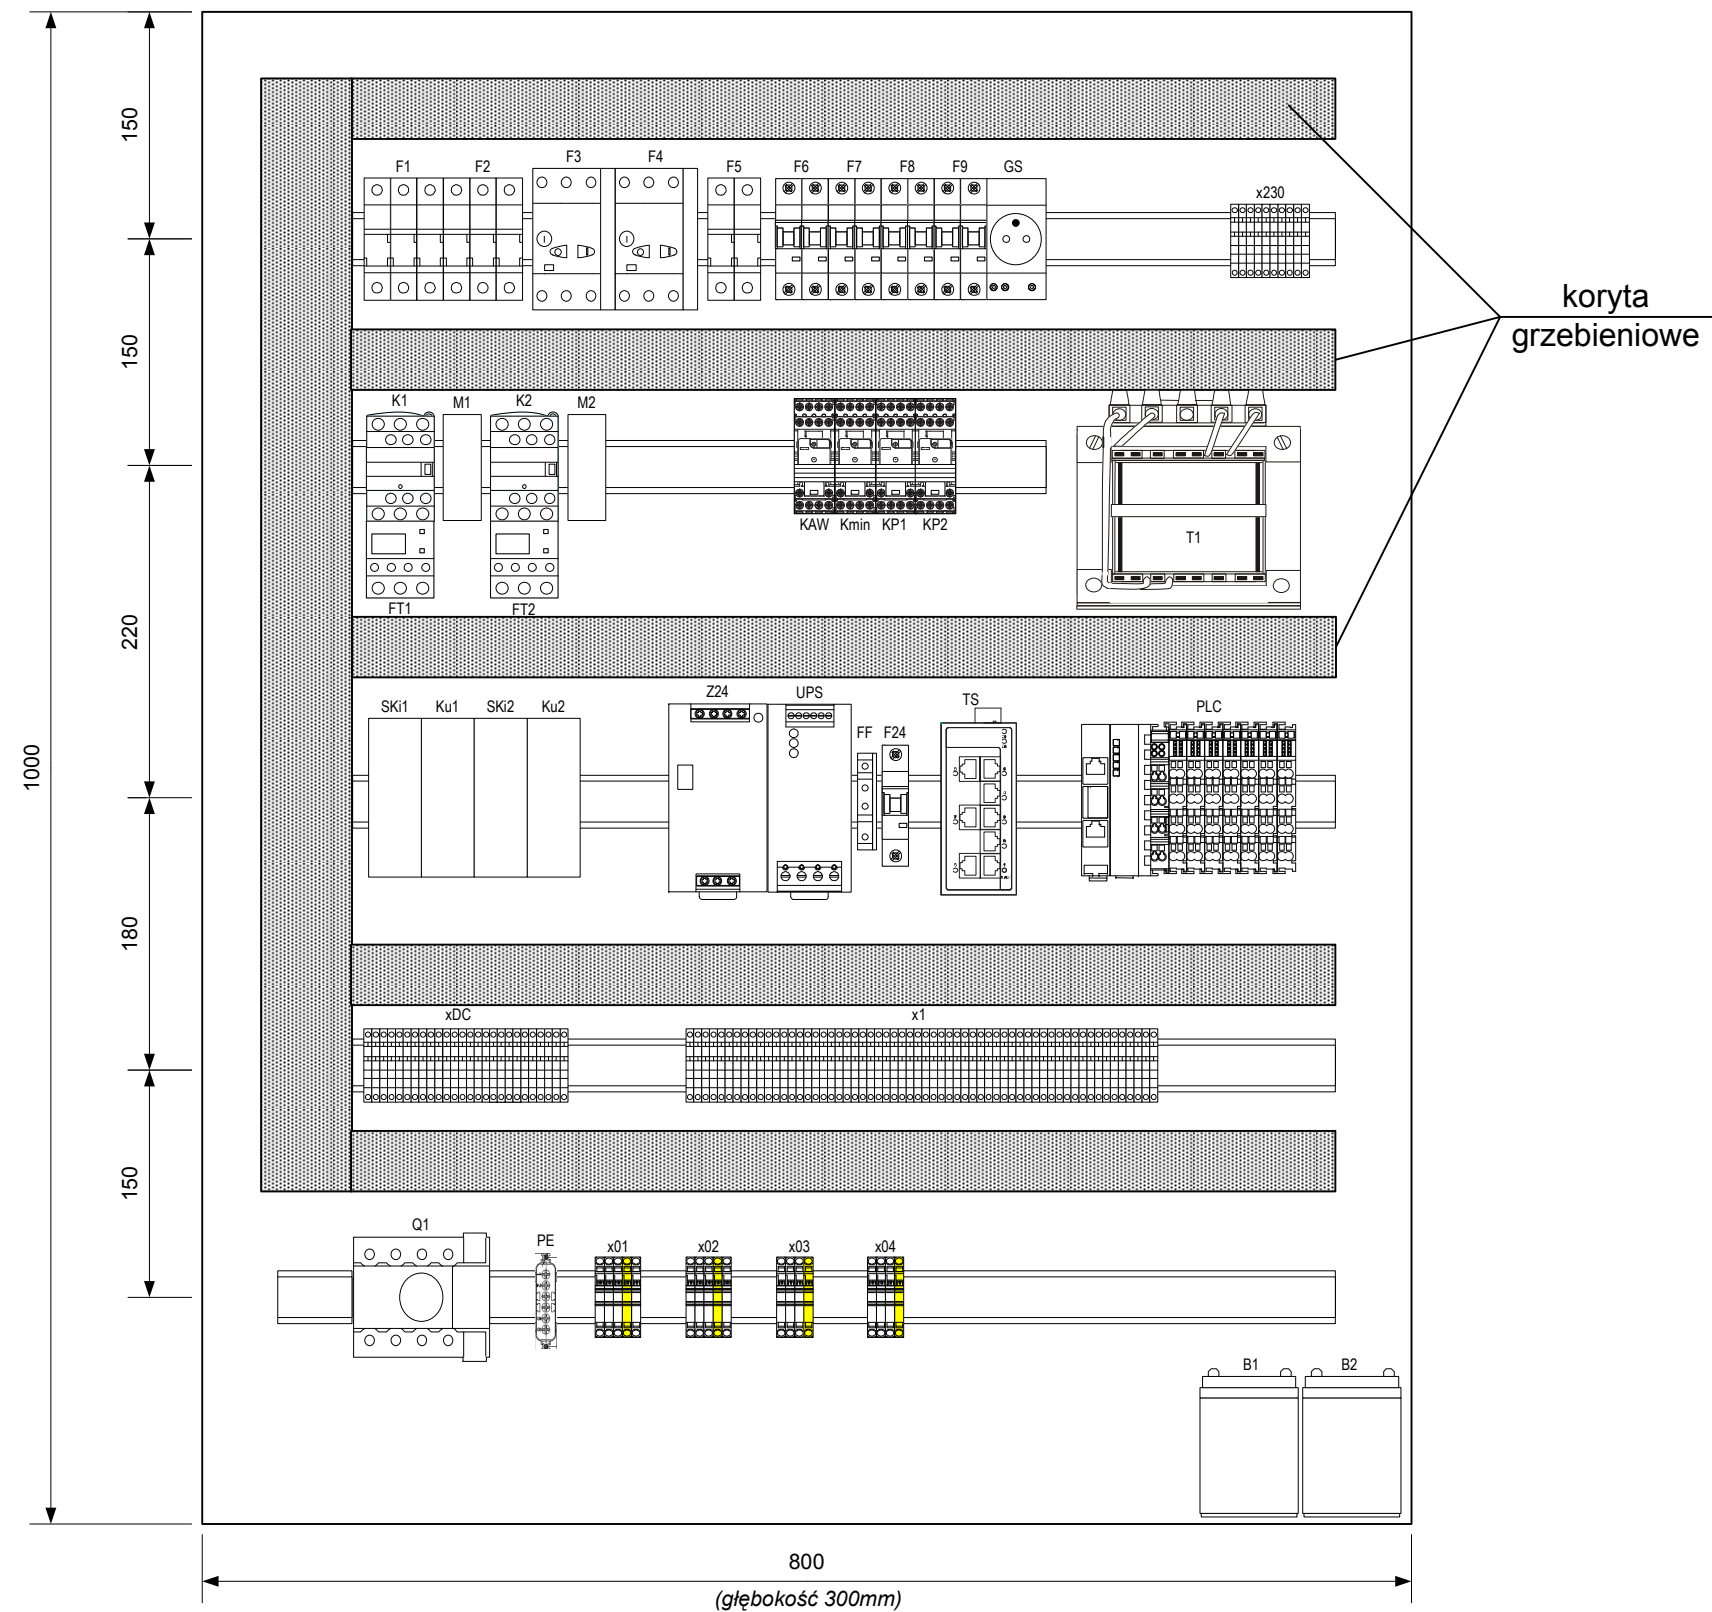 F1 F2 F3 F4 F5 F6 F7 F8 F9 GS
x230
150
150
220
180
150
1000
koryta
grzebieniowe
K1 M1 K2 M2
KAW Kmin KP1 KP2
T1
FT1 FT2
SKi1 Ku1 SKi2 Ku2 Z24 UPS FF F24 TS PLC
xDC x1
Q1 PE x01 x02 x03 x04
B1 B2
800
(głębokość 300mm)